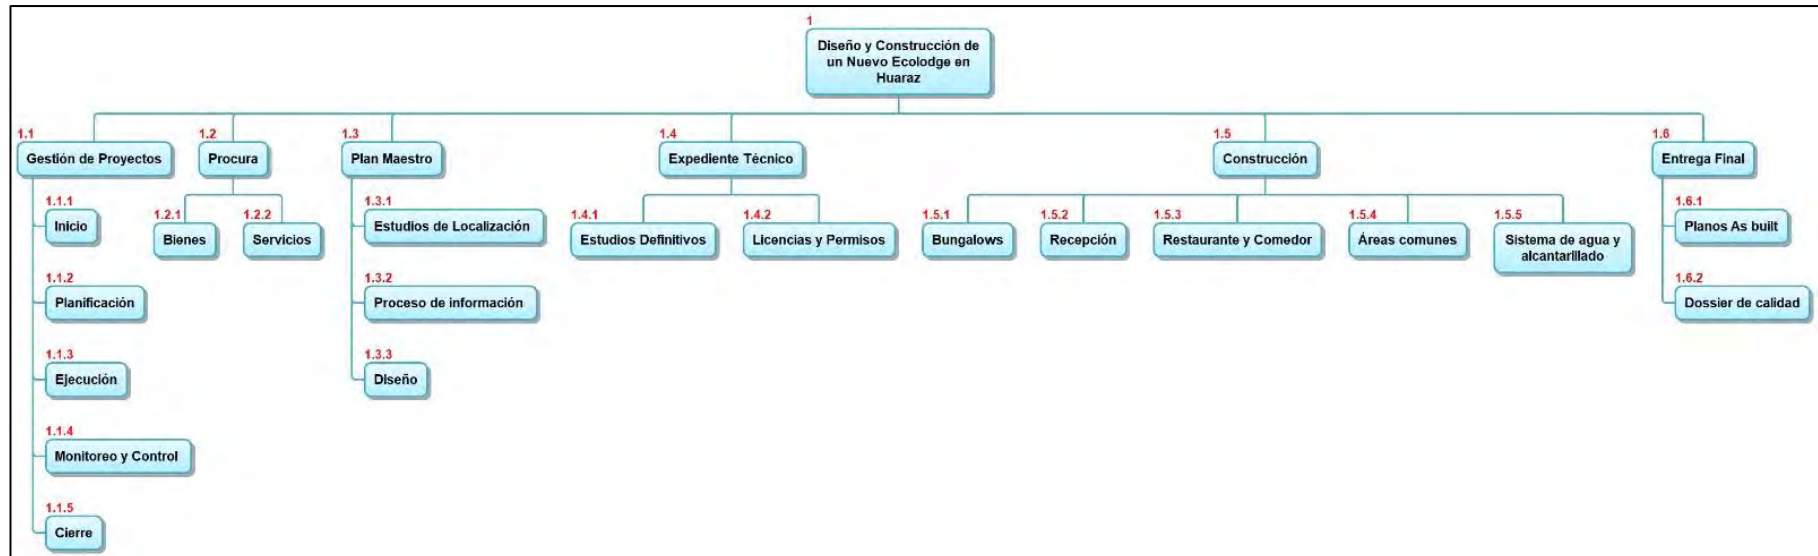 1
Diseño y Construcción de
un Nuevo Ecolodge en
Huaraz
1.1
Gestión de Proyectos
1.1.1
Inicio
1.1.2
Planificación
1.1.3
Ejecución
1.1.4
Monitoreo y Control
1.1.5
Cierre
1.2
Procura
1.2.1
Bienes
1.2.2
Servicios
1.3
Plan Maestro
1.3.1
Estudios de Localización
1.3.2
Proceso de información
1.3.3
Diseño
1.4
Expediente Técnico
1.4.1
Estudios Definitivos
1.4.2
Licencias y Permisos
1.5
Construcción
1.5.1
Bungalows
1.5.2
Recepción
1.5.3
Restaurante y Comedor
1.5.4
Áreas comunes
1.5.5
Sistema de agua y
alcantarillado
1.6
Entrega Final
1.6.1
Planos As built
1.6.2
Dossier de calidad